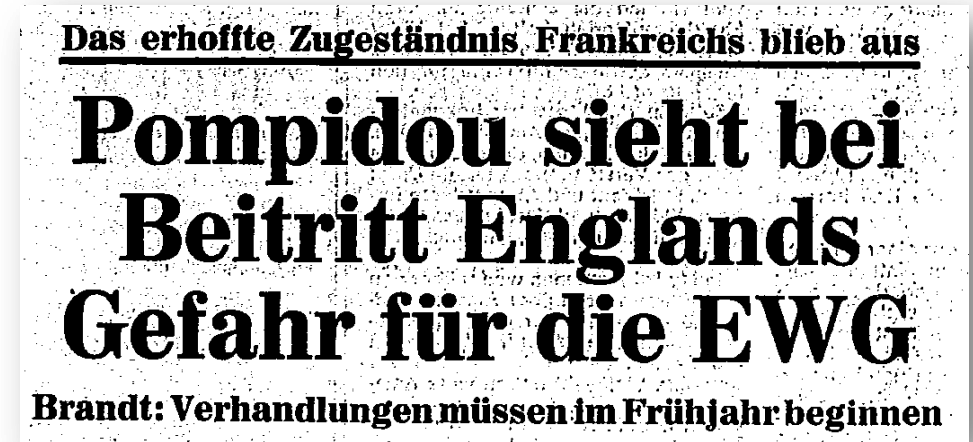 Das erhoffte Zugeständnis Frankreichs blieb aus
Pompidou sieht bei
Beitritt Englands
Gefahr für die EWG
Brandt: Verhandlungen müssen im Frühjahr beginnen